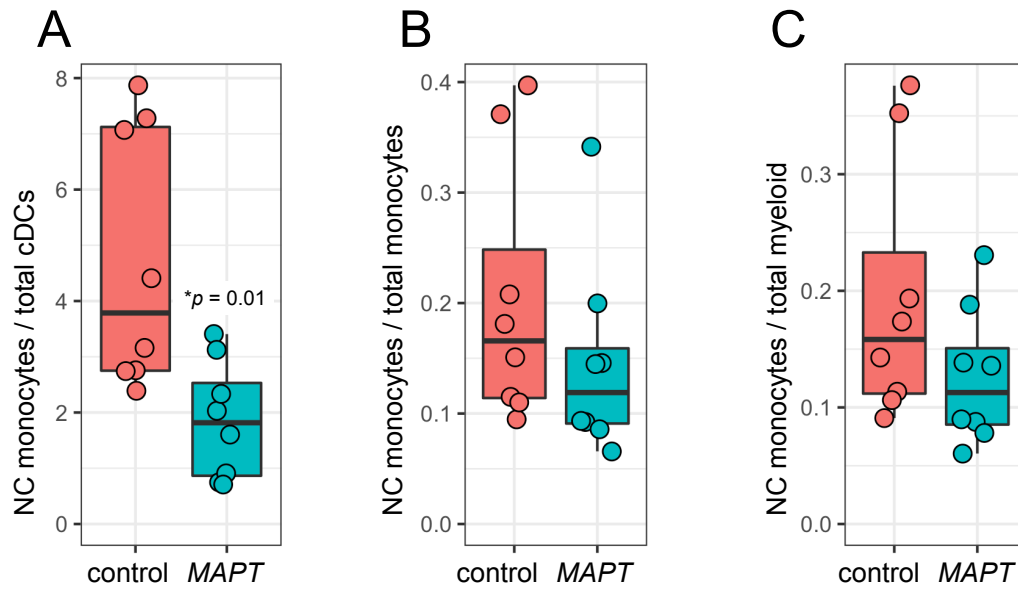 A
NC monocytes / total cDCs
8
6
4
2
0
*p = 0.01
control MAPT
B
NC monocytes / total monocytes
0.4
0.3
0.2
0.1
0.0
control MAPT
C
NC monocytes / total myeloid
0.3
0.2
0.1
0.0
control MAPT